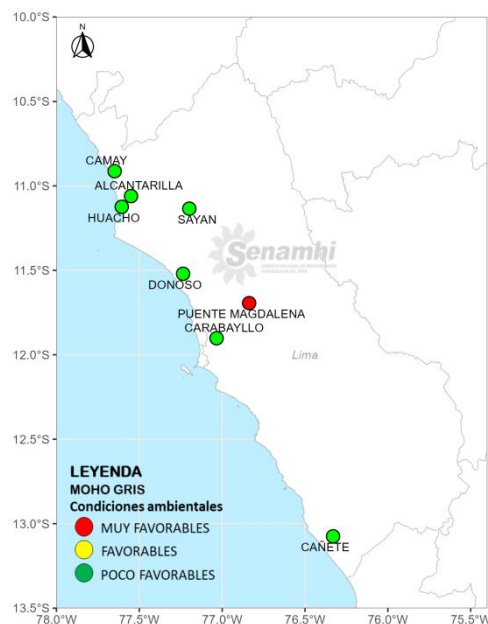 10.0°S
N
10.5°S
CAMAY
11.0°S
ALCANTARILLA
HUACHO
SAYAN
Senamhi
11.5°S
DONOSO
PUENTE MAGDALENA
CARABAYLLO
12.0°S
Lima
12.5°S
LEYENDA
MOHO GRIS
Condiciones ambientales
MUY FAVORABLES
FAVORABLES
POCO FAVORABLES
13.0°S
CAÑETE
13.5°S
78.0°W 77.5°W 77.0°W 76.5°W 76.0°W 75.5°W